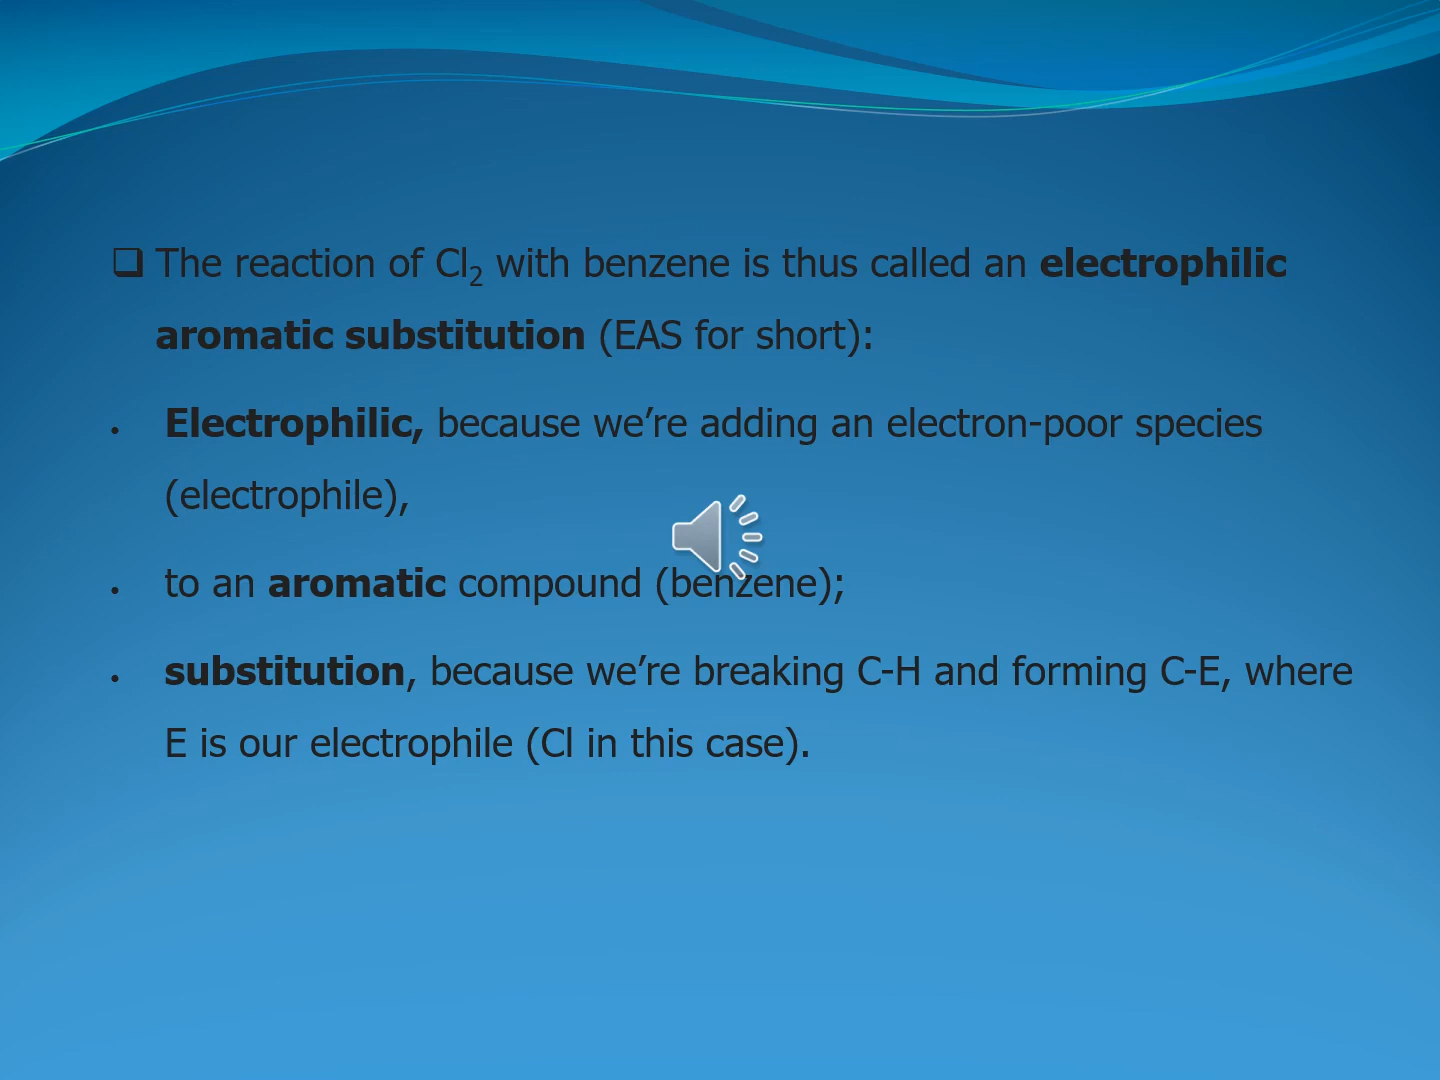 ❑ The reaction of Cl₂ with benzene is thus called an electrophilic
aromatic substitution (EAS for short):
• Electrophilic, because we’re adding an electron-poor species
(electrophile),
• to an aromatic compound (benzene);
• substitution, because we’re breaking C-H and forming C-E, where
E is our electrophile (Cl in this case).